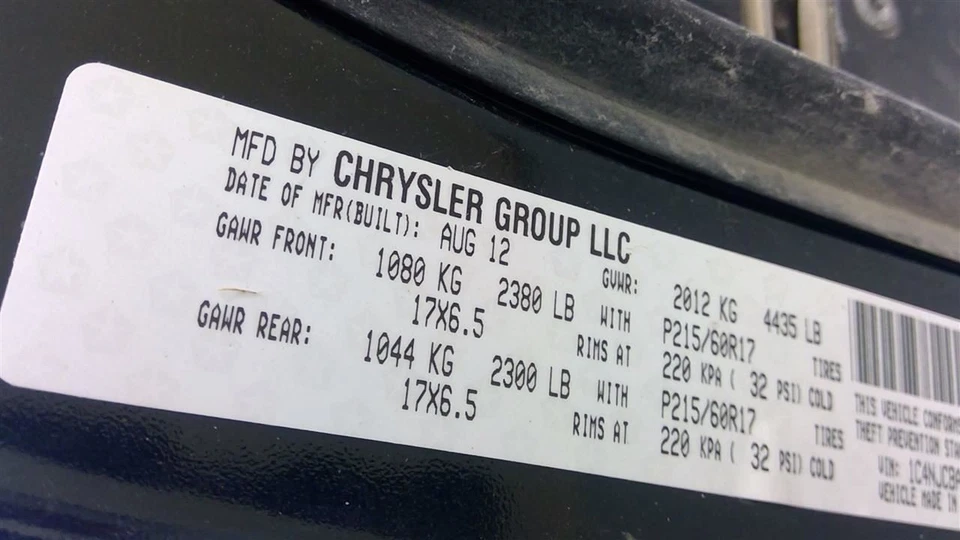 MFD BY CHRYSLER GROUP LLC
DATE OF MFR(BUILT): AUG 12 GVWR: 2012 KG 4435 LB
GAWR FRONT: 1080 KG 2380 LB WITH P215/60R17 TIRES
17X6.5 RIMS AT 220 KPA ( 32 PSI) COLD
GAWR REAR: 1044 KG 2300 LB WITH P215/60R17 TIRES
17X6.5 RIMS AT 220 KPA ( 32 PSI) COLD
THIS VEHICLE CONFORMS
THEFT PREVENTION STA
VIN: 1C4NJCB
VEHICLE MADE IN